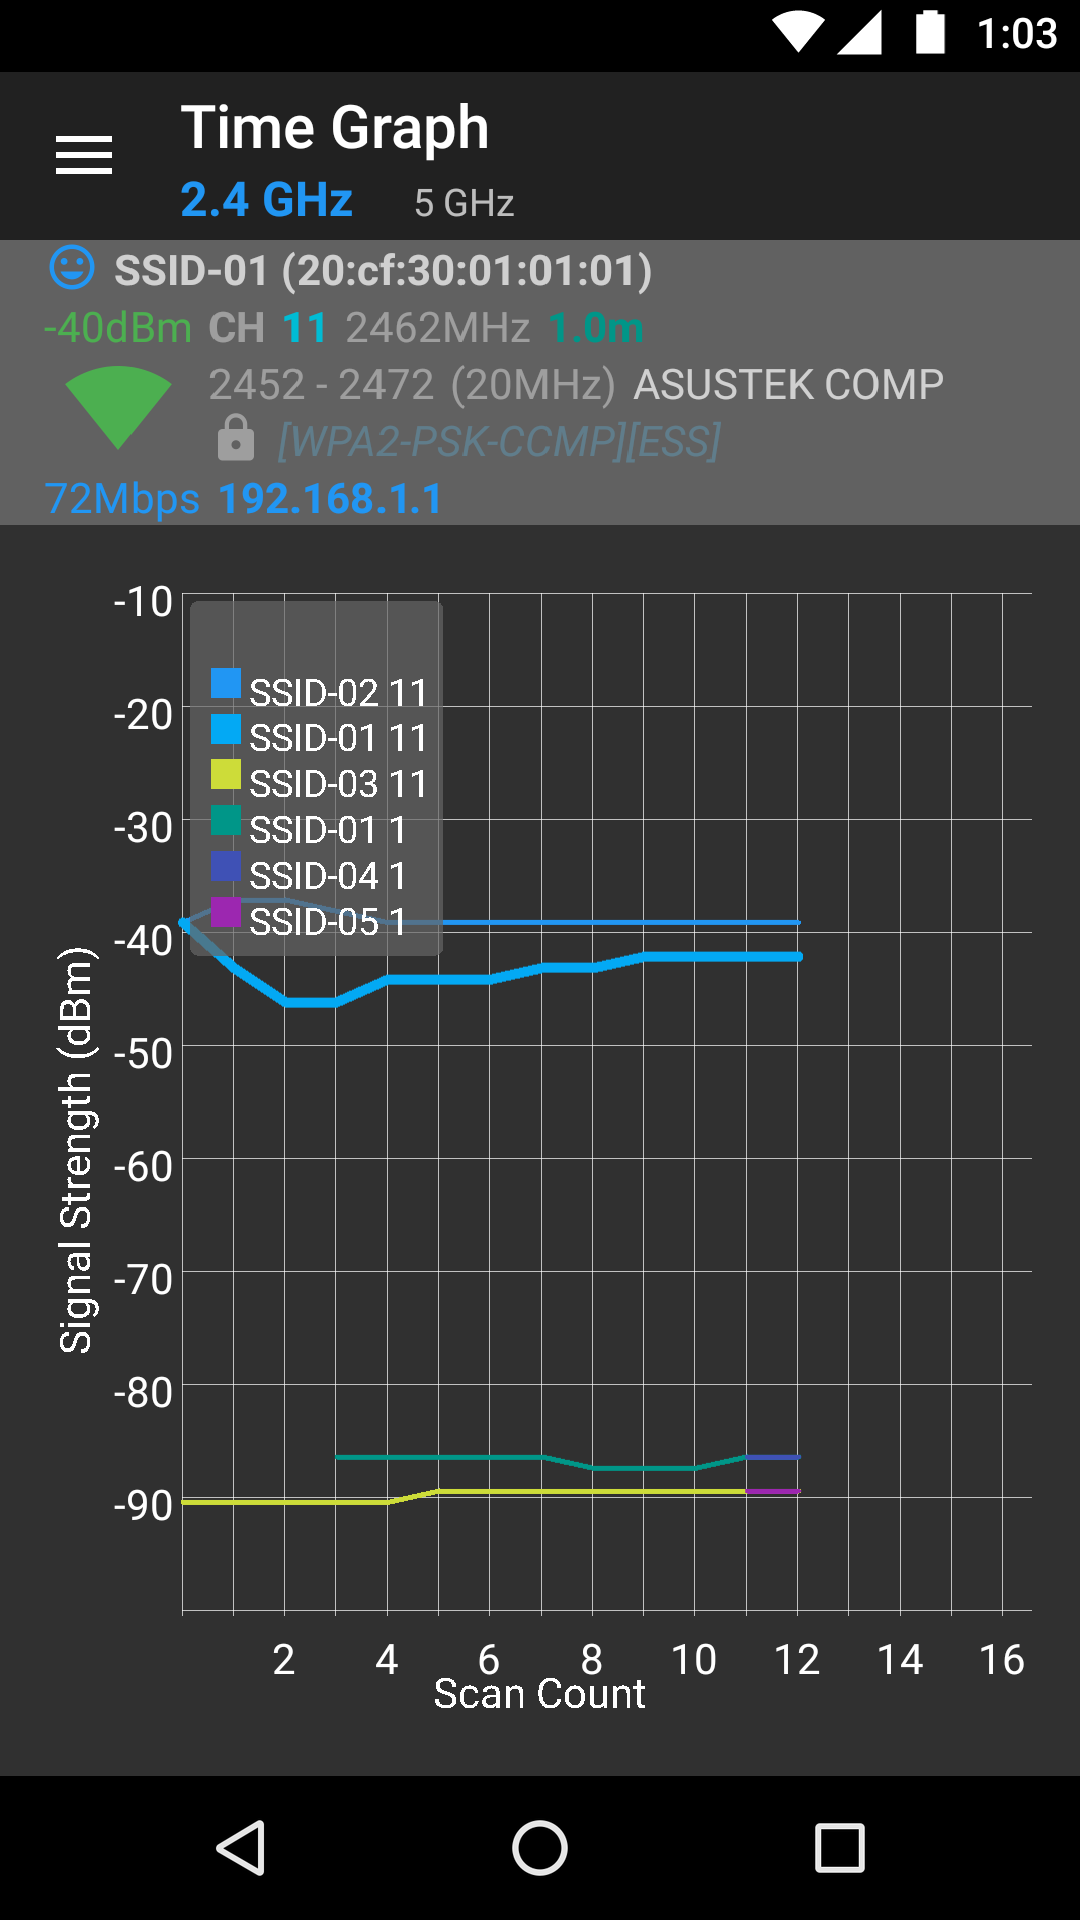 1:03
Time Graph
2.4 GHz 5 GHz
SSID-01 (20:cf:30:01:01:01)
-40dBm CH 11 2462MHz 1.0m
2452 - 2472 (20MHz) ASUSTEK COMP
[WPA2-PSK-CCMP][ESS]
72Mbps 192.168.1.1
-10
SSID-02 11
-20
SSID-01 11
SSID-03 11
-30
SSID-01 1
SSID-04 1
SSID-05 1
-40
-50
-60
-70
-80
-90
Signal Strength (dBm)
2 4 6 8 10 12 14 16
Scan Count